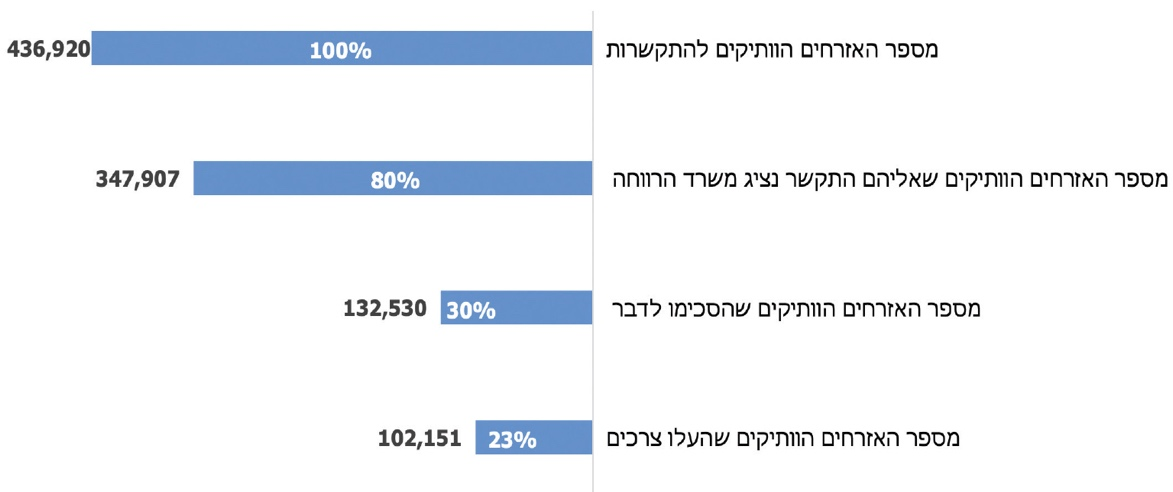 מספר האזרחים הוותיקים להתקשרות
100%
436,920
מספר האזרחים הוותיקים שאליהם התקשר נציג משרד הרווחה
80%
347,907
מספר האזרחים הוותיקים שהסכימו לדבר
30%
132,530
מספר האזרחים הוותיקים שהעלו צרכים
23%
102,151